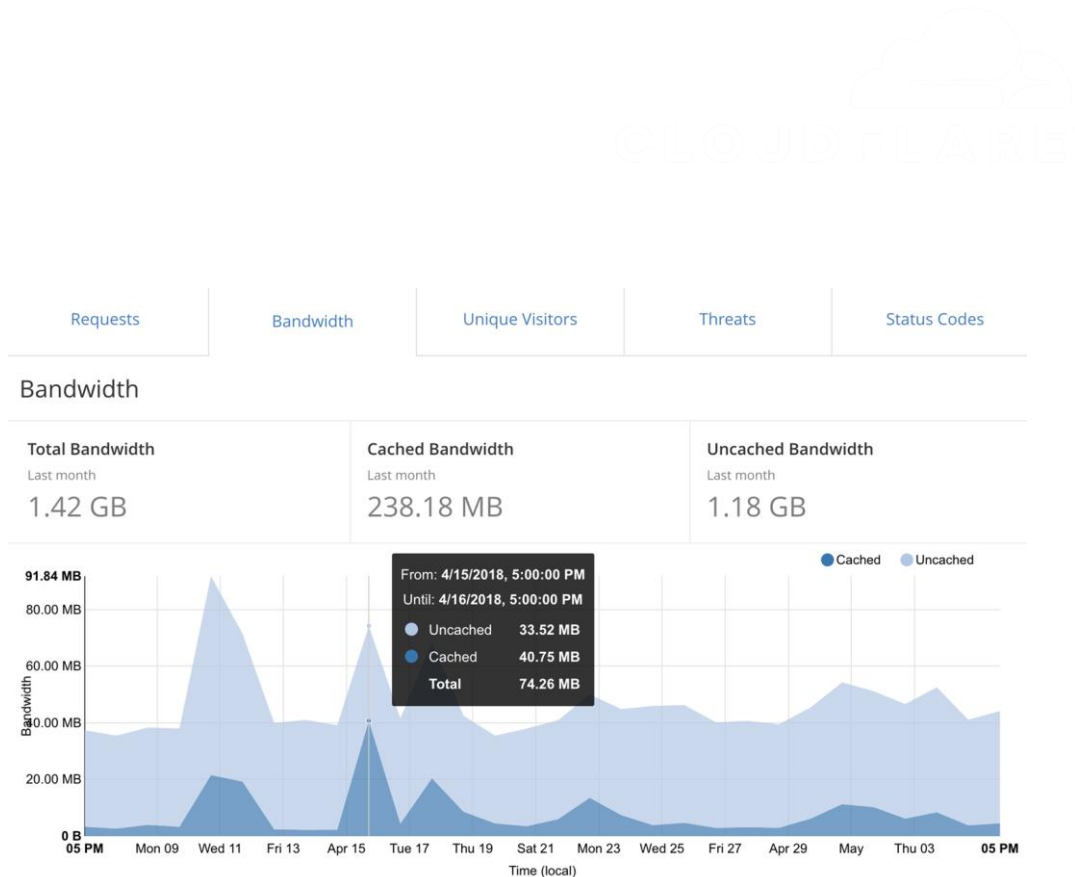 CLOUDFLARE
Requests
Bandwidth
Unique Visitors
Threats
Status Codes
Bandwidth
Total Bandwidth
Last month
1.42 GB
Cached Bandwidth
Last month
238.18 MB
Uncached Bandwidth
Last month
1.18 GB
Cached
Uncached
From: 4/15/2018, 5:00:00 PM
Until: 4/16/2018, 5:00:00 PM
Uncached 33.52 MB
Cached 40.75 MB
Total 74.26 MB
91.84 MB
80.00 MB
60.00 MB
40.00 MB
20.00 MB
0 B
Bandwidth
05 PM Mon 09 Wed 11 Fri 13 Apr 15 Tue 17 Thu 19 Sat 21 Mon 23 Wed 25 Fri 27 Apr 29 May Thu 03 05 PM
Time (local)